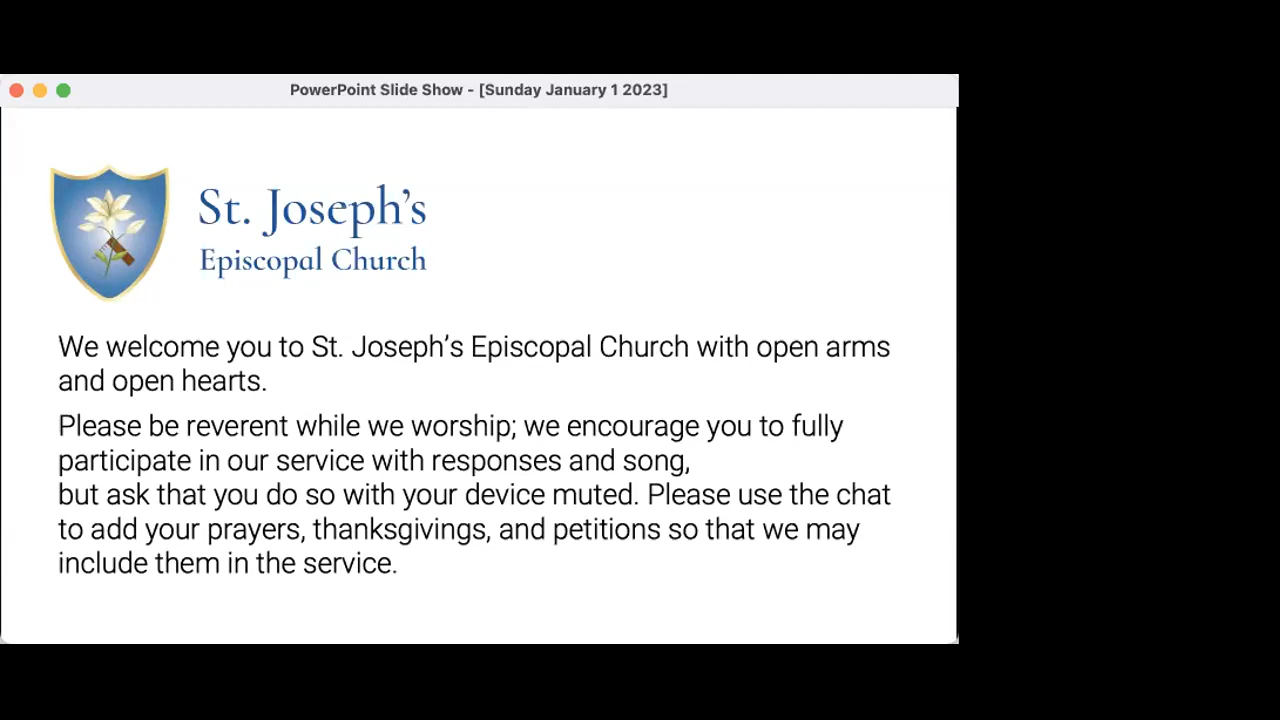 PowerPoint Slide Show - [Sunday January 1 2023]
St. Joseph’s
Episcopal Church
We welcome you to St. Joseph’s Episcopal Church with open arms
and open hearts.
Please be reverent while we worship; we encourage you to fully
participate in our service with responses and song,
but ask that you do so with your device muted. Please use the chat
to add your prayers, thanksgivings, and petitions so that we may
include them in the service.